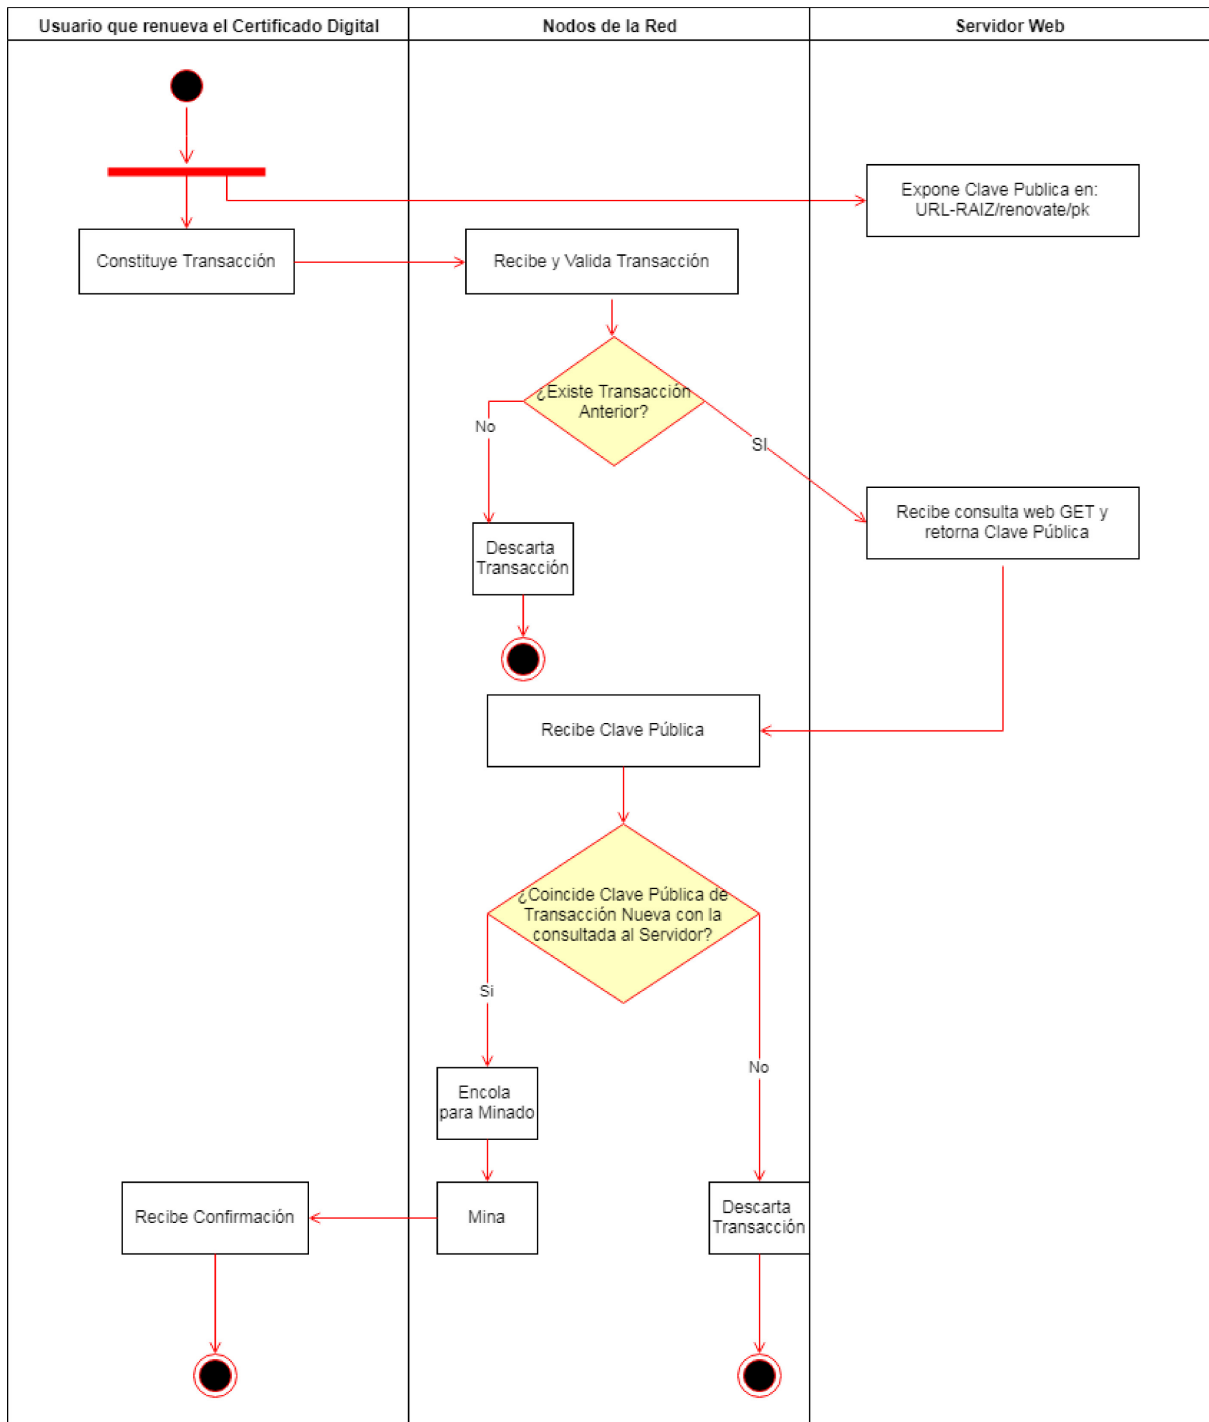 Usuario que renueva el Certificado Digital
Nodos de la Red
Servidor Web
Expone Clave Publica en:
URL-RAIZ/renovate/pk
Constituye Transacción
Recibe y Valida Transacción
¿Existe Transacción
Anterior?
No
SI
Recibe consulta web GET y
retorna Clave Pública
Descarta
Transacción
Recibe Clave Pública
¿Coincide Clave Pública de
Transacción Nueva con la
consultada al Servidor?
Si
No
Encola
para Minado
Recibe Confirmación
Mina
Descarta
Transacción